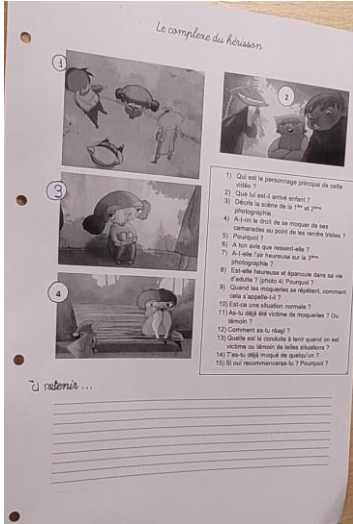 Le complexe du hérisson
1
2
3
4
1) Qui est le personnage principal de cette
vidéo ?
2) Que lui est-il arrivé enfant ?
3) Décris la scène de la 1ère et 2ème
photographie.
4) A-t-on le droit de se moquer de ses
camarades au point de les rendre tristes ?
5) Pourquoi ?
6) A ton avis que ressent-elle ?
7) A-t-elle l'air heureuse sur la 3ème
photographie ?
8) Est-elle heureuse et épanouie dans sa vie
d'adulte ? (photo 4) Pourquoi ?
9) Quand les moqueries se répètent, comment
cela s'appelle-t-il ?
10) Est-ce une situation normale ?
11) As-tu déjà été victime de moqueries ? Ou
témoin ?
12) Comment as-tu réagi ?
13) Quelle est la conduite à tenir quand on est
victime ou témoin de telles situations ?
14) T'es-tu déjà moqué de quelqu'un ?
15) Si oui recommenceras-tu ? Pourquoi ?
retenir ...